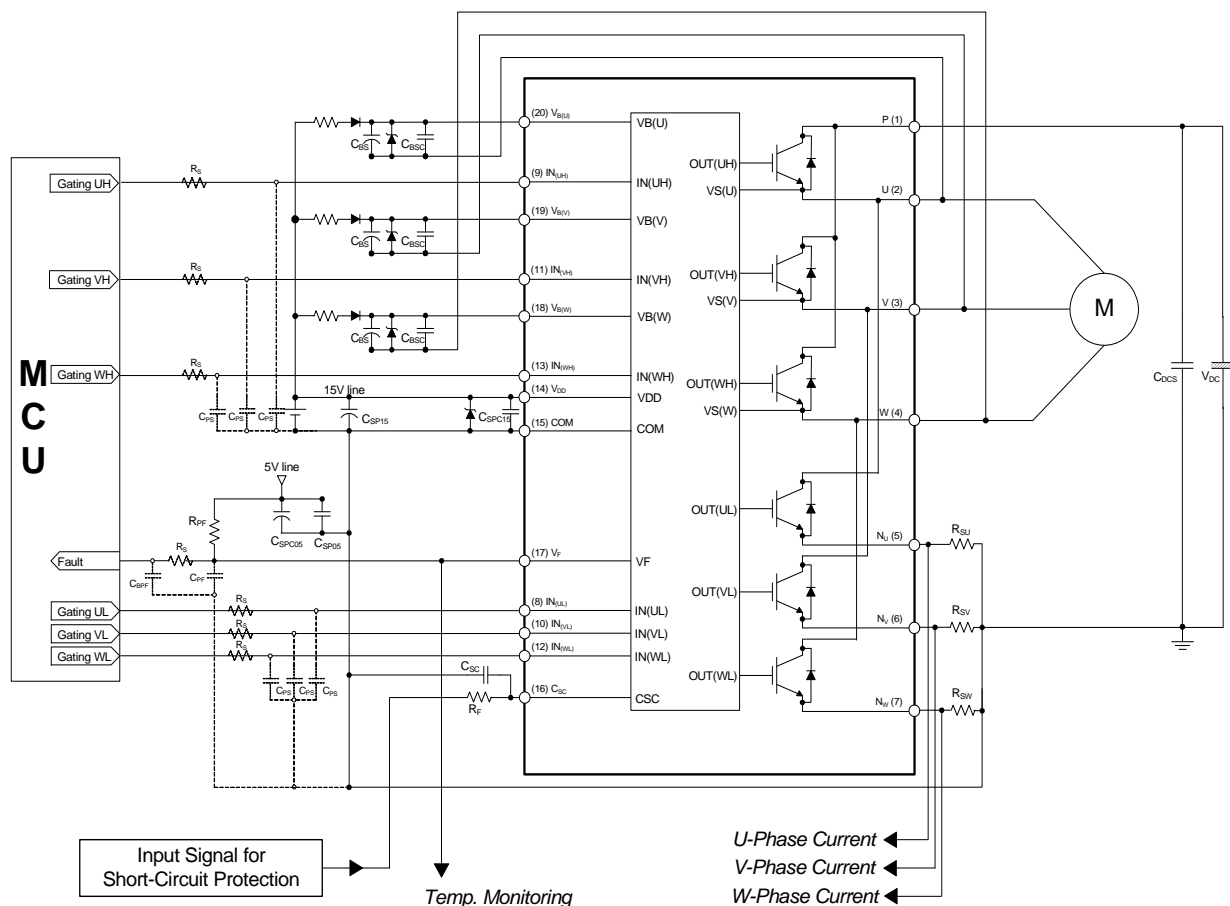 MCU
Gating UH
Gating VH
Gating WH
Fault
Gating UL
Gating VL
Gating WL
RS
RS
RS
RS
RS
RS
RS
RPF
CBPF
CPF
CPS
CPS
CPS
CPS
CPS
CPS
CBS
CBSC
CBS
CBSC
CBS
CBSC
15V line
CSP15
CSPC15
5V line
CSPC05
CSP05
CSC
RF
(20) VB(U)
(9) IN(UH)
(19) VB(V)
(11) IN(VH)
(18) VB(W)
(13) IN(WH)
(14) VDD
(15) COM
(17) VF
(8) IN(UL)
(10) IN(VL)
(12) IN(WL)
(16) CSC
VB(U)
IN(UH)
VB(V)
IN(VH)
VB(W)
IN(WH)
VDD
COM
VF
IN(UL)
IN(VL)
IN(WL)
CSC
OUT(UH)
VS(U)
OUT(VH)
VS(V)
OUT(WH)
VS(W)
OUT(UL)
OUT(VL)
OUT(WL)
P (1)
U (2)
V (3)
W (4)
NU (5)
NV (6)
NW (7)
RSU
RSV
RSW
M
CDCS
VDC
Input Signal for
Short-Circuit Protection
Temp. Monitoring
U-Phase Current
V-Phase Current
W-Phase Current